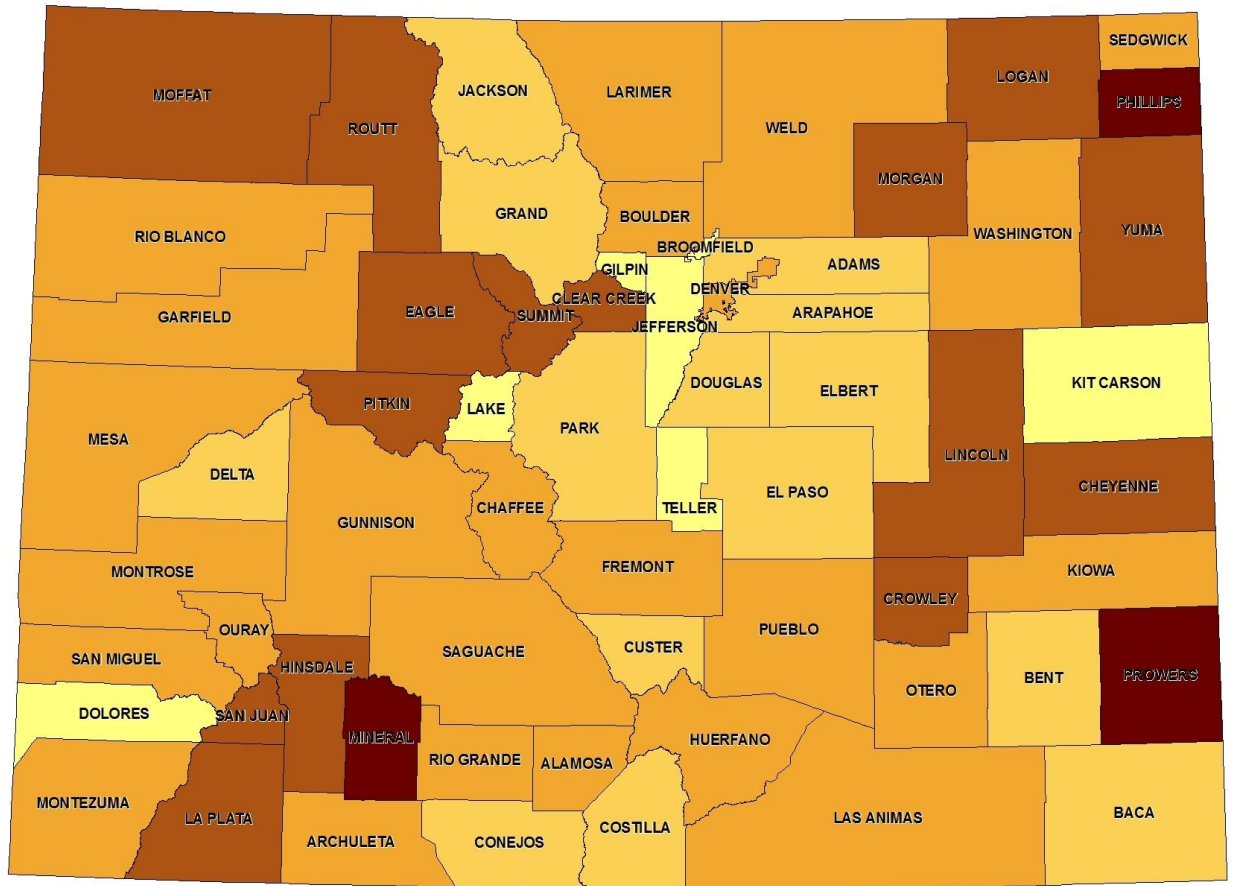 SEDGWICK
LOGAN
JACKSON
LARIMER
MOFFAT
PHILLIPS
ROUTT
WELD
MORGAN
GRAND
BOULDER
YUMA
RIO BLANCO
WASHINGTON
BROOMFIELD
GILPIN
ADAMS
DENVER
CLEAR CREEK
EAGLE
SUMMIT
ARAPAHOE
GARFIELD
JEFFERSON
DOUGLAS
ELBERT
KIT CARSON
PITKIN
LAKE
PARK
MESA
LINCOLN
DELTA
CHEYENNE
EL PASO
CHAFFEE
TELLER
GUNNISON
FREMONT
MONTROSE
KIOWA
CROWLEY
OURAY
PUEBLO
CUSTER
SAGUACHE
SAN MIGUEL
HINSDALE
BENT
PROWERS
OTERO
DOLORES
SAN JUAN
MINERAL
HUERFANO
RIO GRANDE
ALAMOSA
MONTEZUMA
LA PLATA
LAS ANIMAS
BACA
COSTILLA
ARCHULETA
CONEJOS